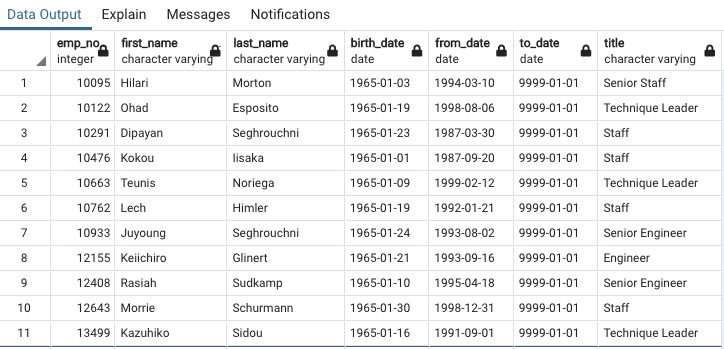 Data Output Explain Messages Notifications
emp_no first_name last_name birth_date from_date to_date title
integer character varying character varying date date date character varying
1 10095 Hilari Morton 1965-01-03 1994-03-10 9999-01-01 Senior Staff
2 10122 Ohad Esposito 1965-01-19 1998-08-06 9999-01-01 Technique Leader
3 10291 Dipayan Seghrouchni 1965-01-23 1987-03-30 9999-01-01 Staff
4 10476 Kokou Iisaka 1965-01-01 1987-09-20 9999-01-01 Staff
5 10663 Teunis Noriega 1965-01-09 1999-02-12 9999-01-01 Technique Leader
6 10762 Lech Himler 1965-01-19 1992-01-21 9999-01-01 Staff
7 10933 Juyoung Seghrouchni 1965-01-24 1993-08-02 9999-01-01 Senior Engineer
8 12155 Keiichiro Glinert 1965-01-21 1993-09-16 9999-01-01 Engineer
9 12408 Rasiah Sudkamp 1965-01-10 1995-04-18 9999-01-01 Senior Engineer
10 12643 Morrie Schurmann 1965-01-30 1998-12-31 9999-01-01 Staff
11 13499 Kazuhiko Sidou 1965-01-16 1991-09-01 9999-01-01 Technique Leader